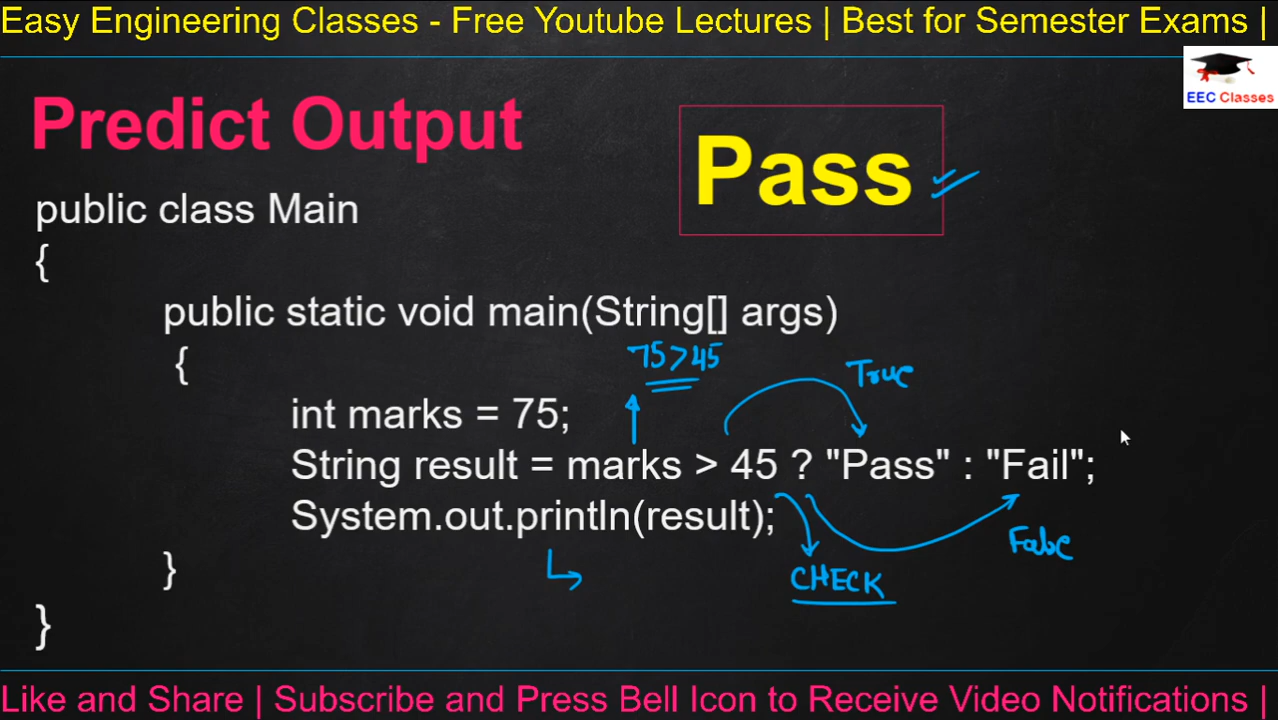 Easy Engineering Classes - Free Youtube Lectures | Best for Semester Exams |
EEC Classes
Predict Output
Pass
public class Main
{
public static void main(String[] args)
{
75>45
True
int marks = 75;
String result = marks > 45 ? "Pass" : "Fail";
System.out.println(result);
False
CHECK
}
}
Like and Share | Subscribe and Press Bell Icon to Receive Video Notifications |